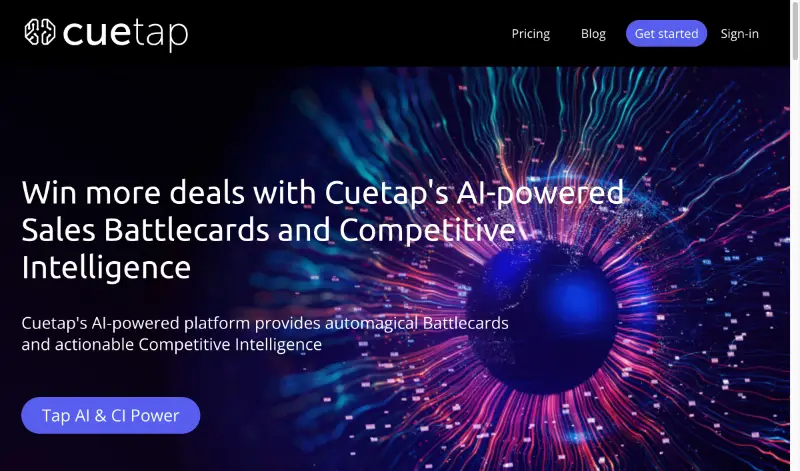 cuetap
Pricing
Blog
Get started
Sign-in
Win more deals with Cuetap's AI-powered
Sales Battlecards and Competitive
Intelligence
Cuetap's AI-powered platform provides automagical Battlecards
and actionable Competitive Intelligence
Tap AI & CI Power